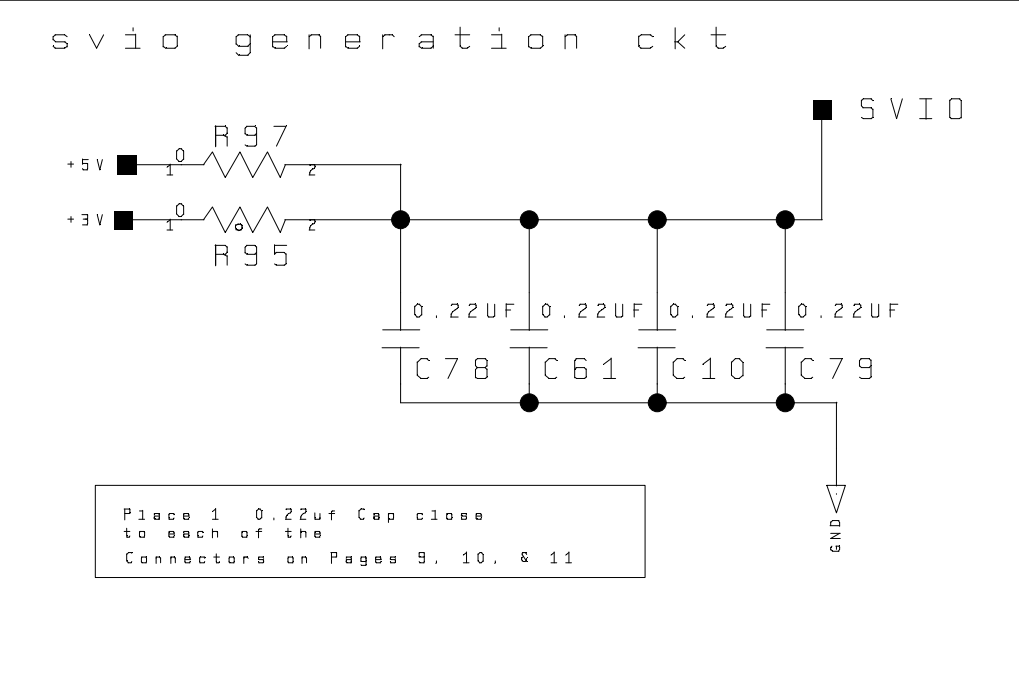 svio generation ckt
SVIO
R97
+5V
0
1
2
+3V
0
1
2
R95
0.22UF 0.22UF 0.22UF 0.22UF
C78 C61 C10 C79
Place 1 0.22uf Cap close
to each of the
Connectors on Pages 9, 10, & 11
GND